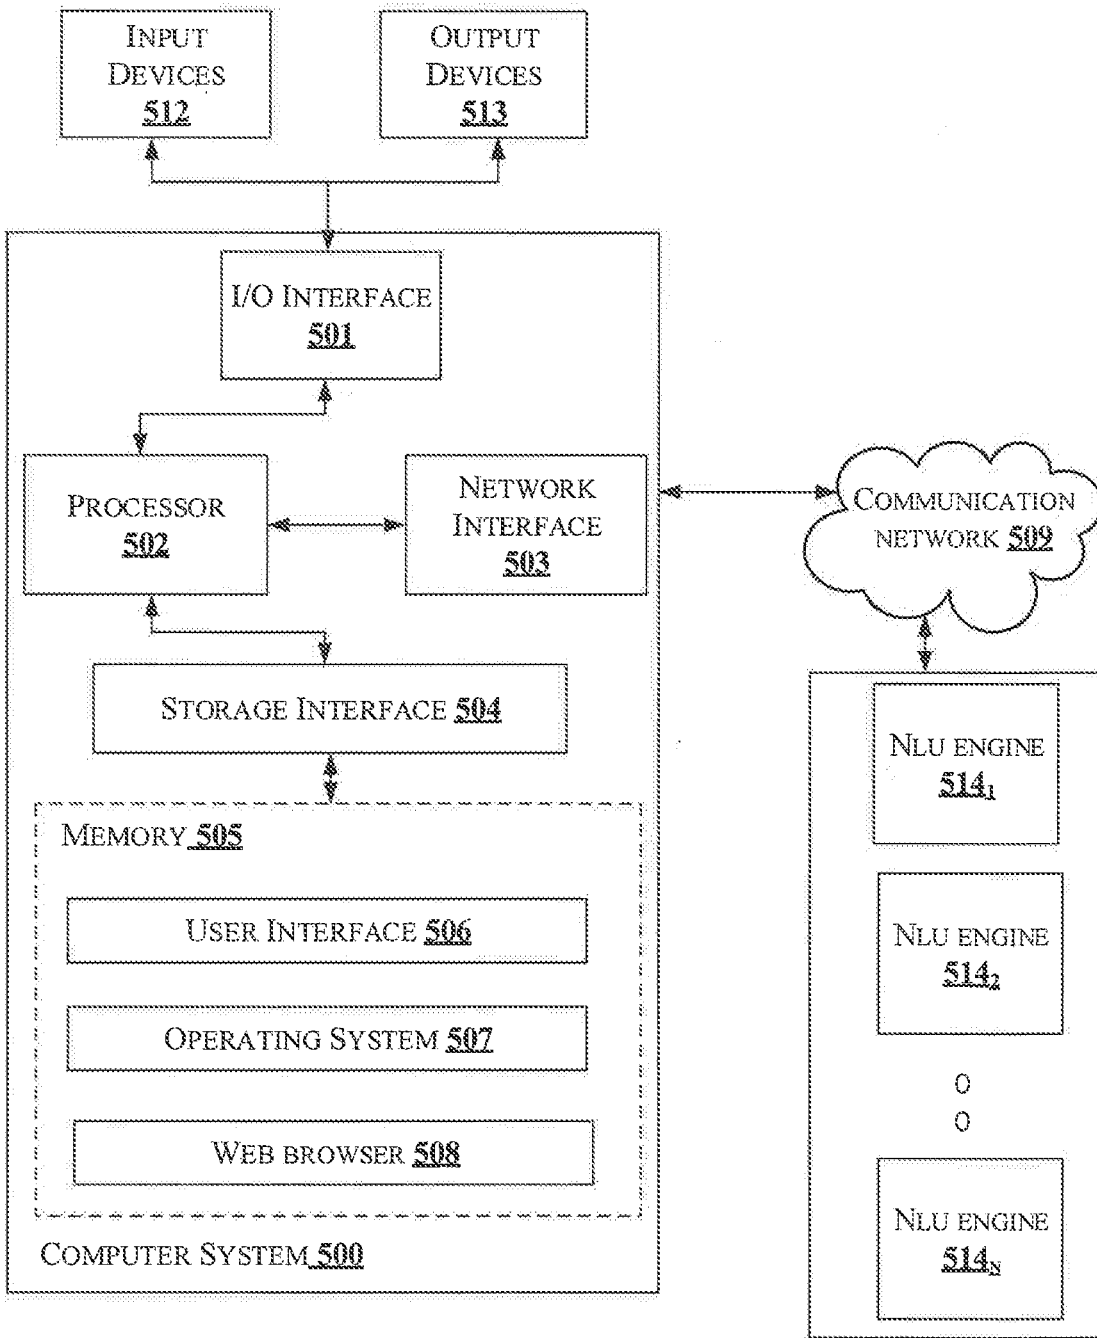 INPUT
DEVICES
512
OUTPUT
DEVICES
513
I/O INTERFACE
501
PROCESSOR
502
NETWORK
INTERFACE
503
COMMUNICATION
NETWORK 509
STORAGE INTERFACE 504
MEMORY 505
USER INTERFACE 506
OPERATING SYSTEM 507
WEB BROWSER 508
COMPUTER SYSTEM 500
NLU ENGINE
514₁
NLU ENGINE
514₂
NLU ENGINE
514N